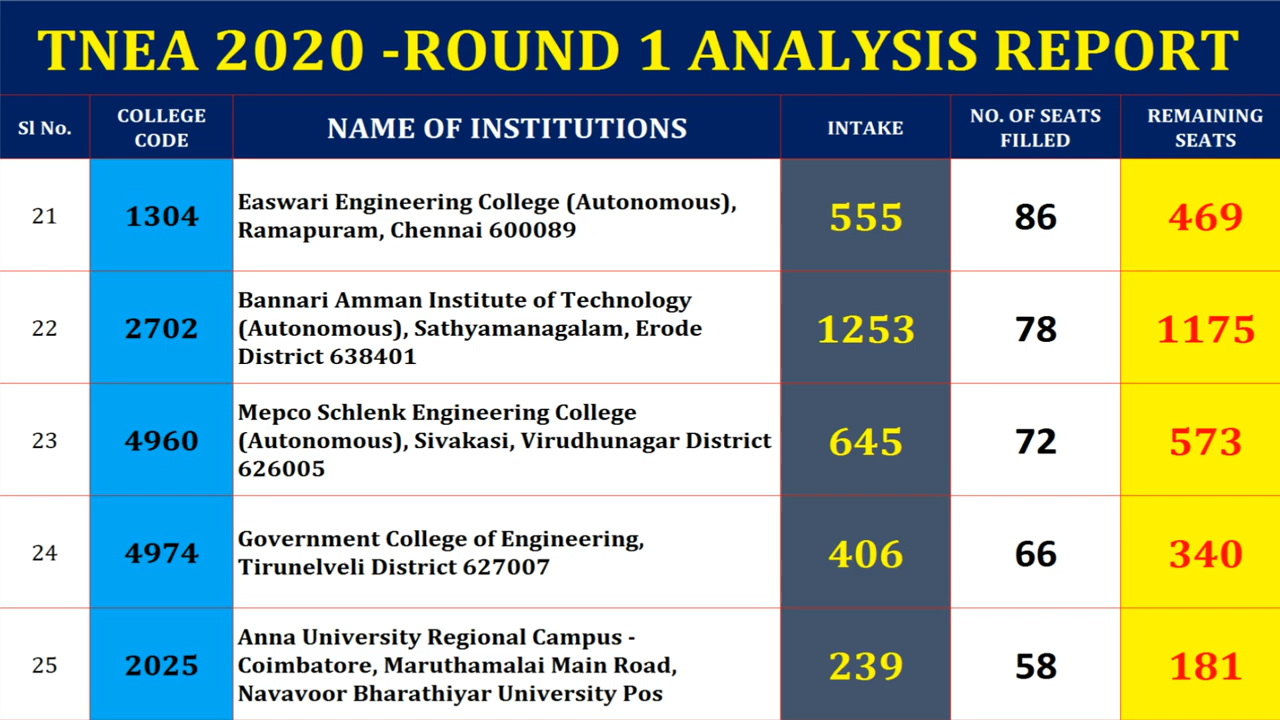 TNEA 2020 -ROUND 1 ANALYSIS REPORT
Sl No.
COLLEGE
CODE
NAME OF INSTITUTIONS
INTAKE
NO. OF SEATS
FILLED
REMAINING
SEATS
21
1304
Easwari Engineering College (Autonomous),
Ramapuram, Chennai 600089
555
86
469
22
2702
Bannari Amman Institute of Technology
(Autonomous), Sathyamanagalam, Erode
District 638401
1253
78
1175
23
4960
Mepco Schlenk Engineering College
(Autonomous), Sivakasi, Virudhunagar District
626005
645
72
573
24
4974
Government College of Engineering,
Tirunelveli District 627007
406
66
340
25
2025
Anna University Regional Campus -
Coimbatore, Maruthamalai Main Road,
Navavoor Bharathiyar University Pos
239
58
181